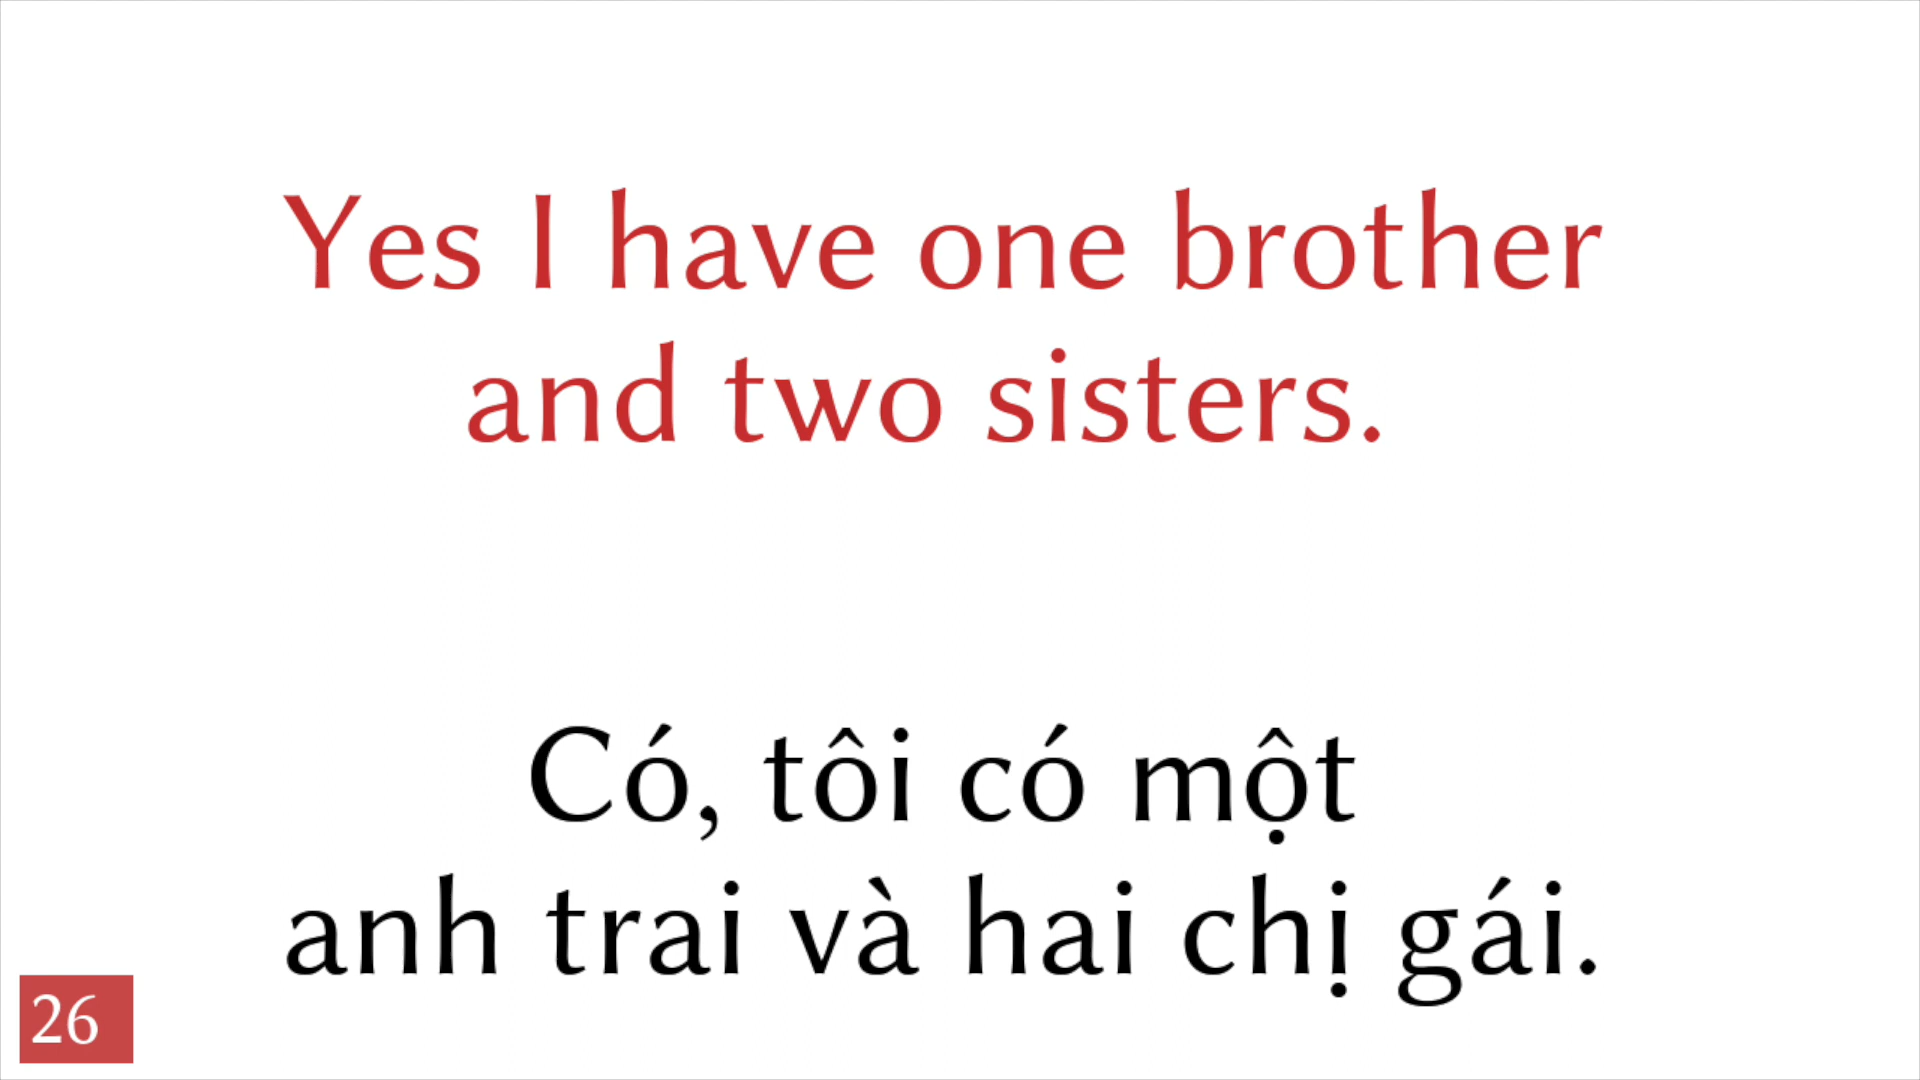 Yes I have one brother
and two sisters.
Có, tôi có một
anh trai và hai chị gái.
26